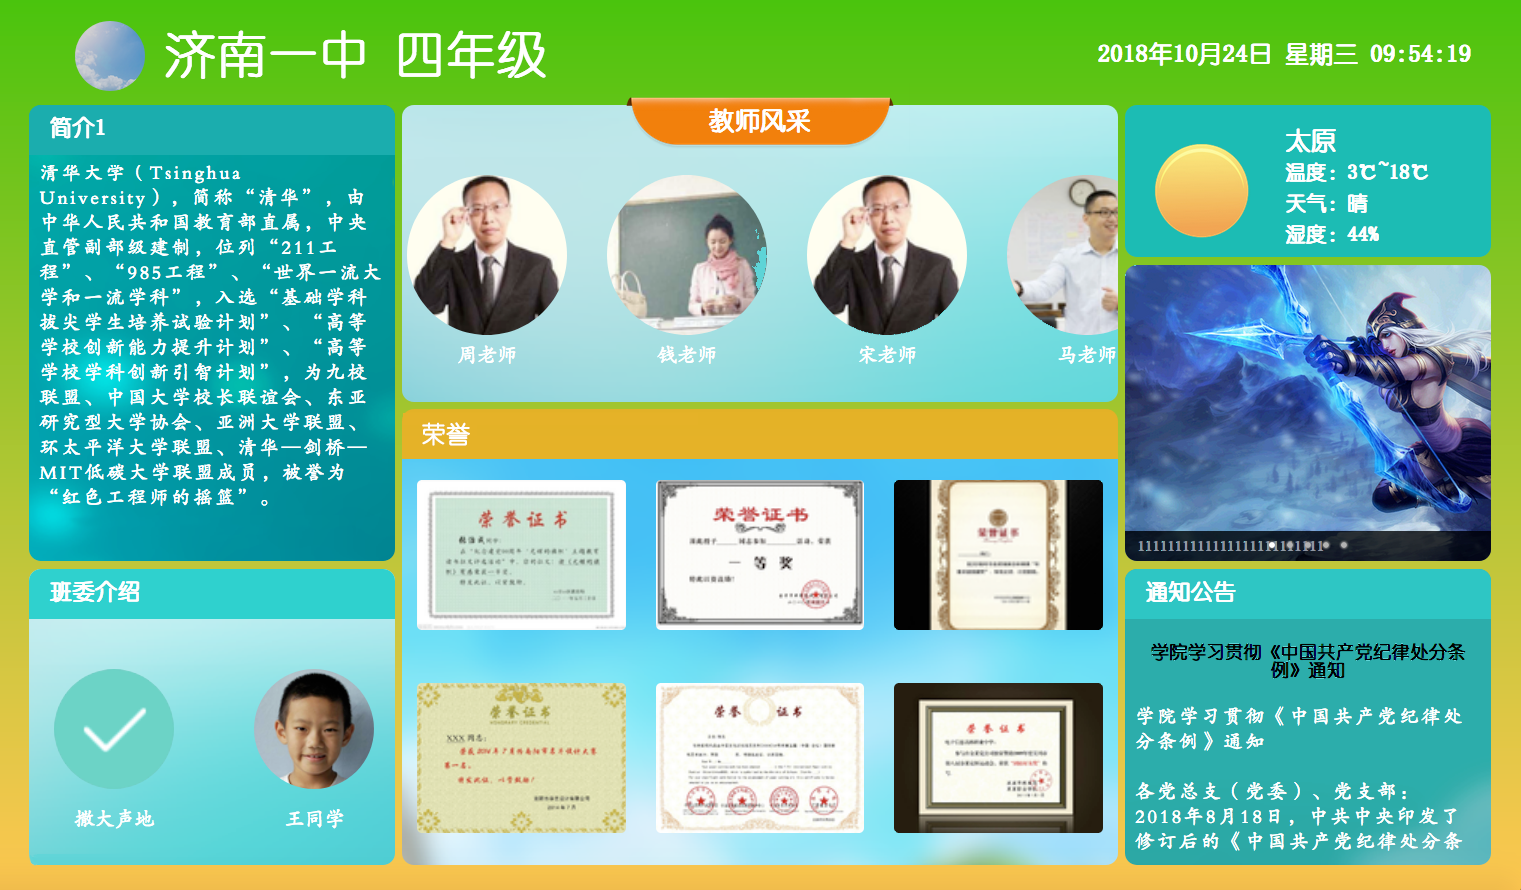 济南一中 四年级
2018年10月24日 星期三 09:54:19
简介1
清华大学（Tsinghua
University），简称“清华”，由
中华人民共和国教育部直属，中央
直管副部级建制，位列“211工
程”、“985工程”、“世界一流大
学和一流学科”，入选“基础学科
拔尖学生培养试验计划”、“高等
学校创新能力提升计划”、“高等
学校学科创新引智计划”，为九校
联盟、中国大学校长联谊会、东亚
研究型大学协会、亚洲大学联盟、
环太平洋大学联盟、清华—剑桥—
MIT低碳大学联盟成员，被誉为
“红色工程师的摇篮”。
班委介绍
撒大声地
王同学
教师风采
周老师
钱老师
宋老师
马老师
荣誉
荣誉证书
荣誉证书
一等奖
荣誉证书
荣誉证书
XXX同志：
第一名。
荣誉证书
荣誉证书
太原
温度：3℃~18℃
天气：晴
湿度：44%
通知公告
学院学习贯彻《中国共产党纪律处分条
例》通知
学院学习贯彻《中国共产党纪律处
分条例》通知
各党总支（党委）、党支部：
2018年8月18日，中共中央印发了
修订后的《中国共产党纪律处分条